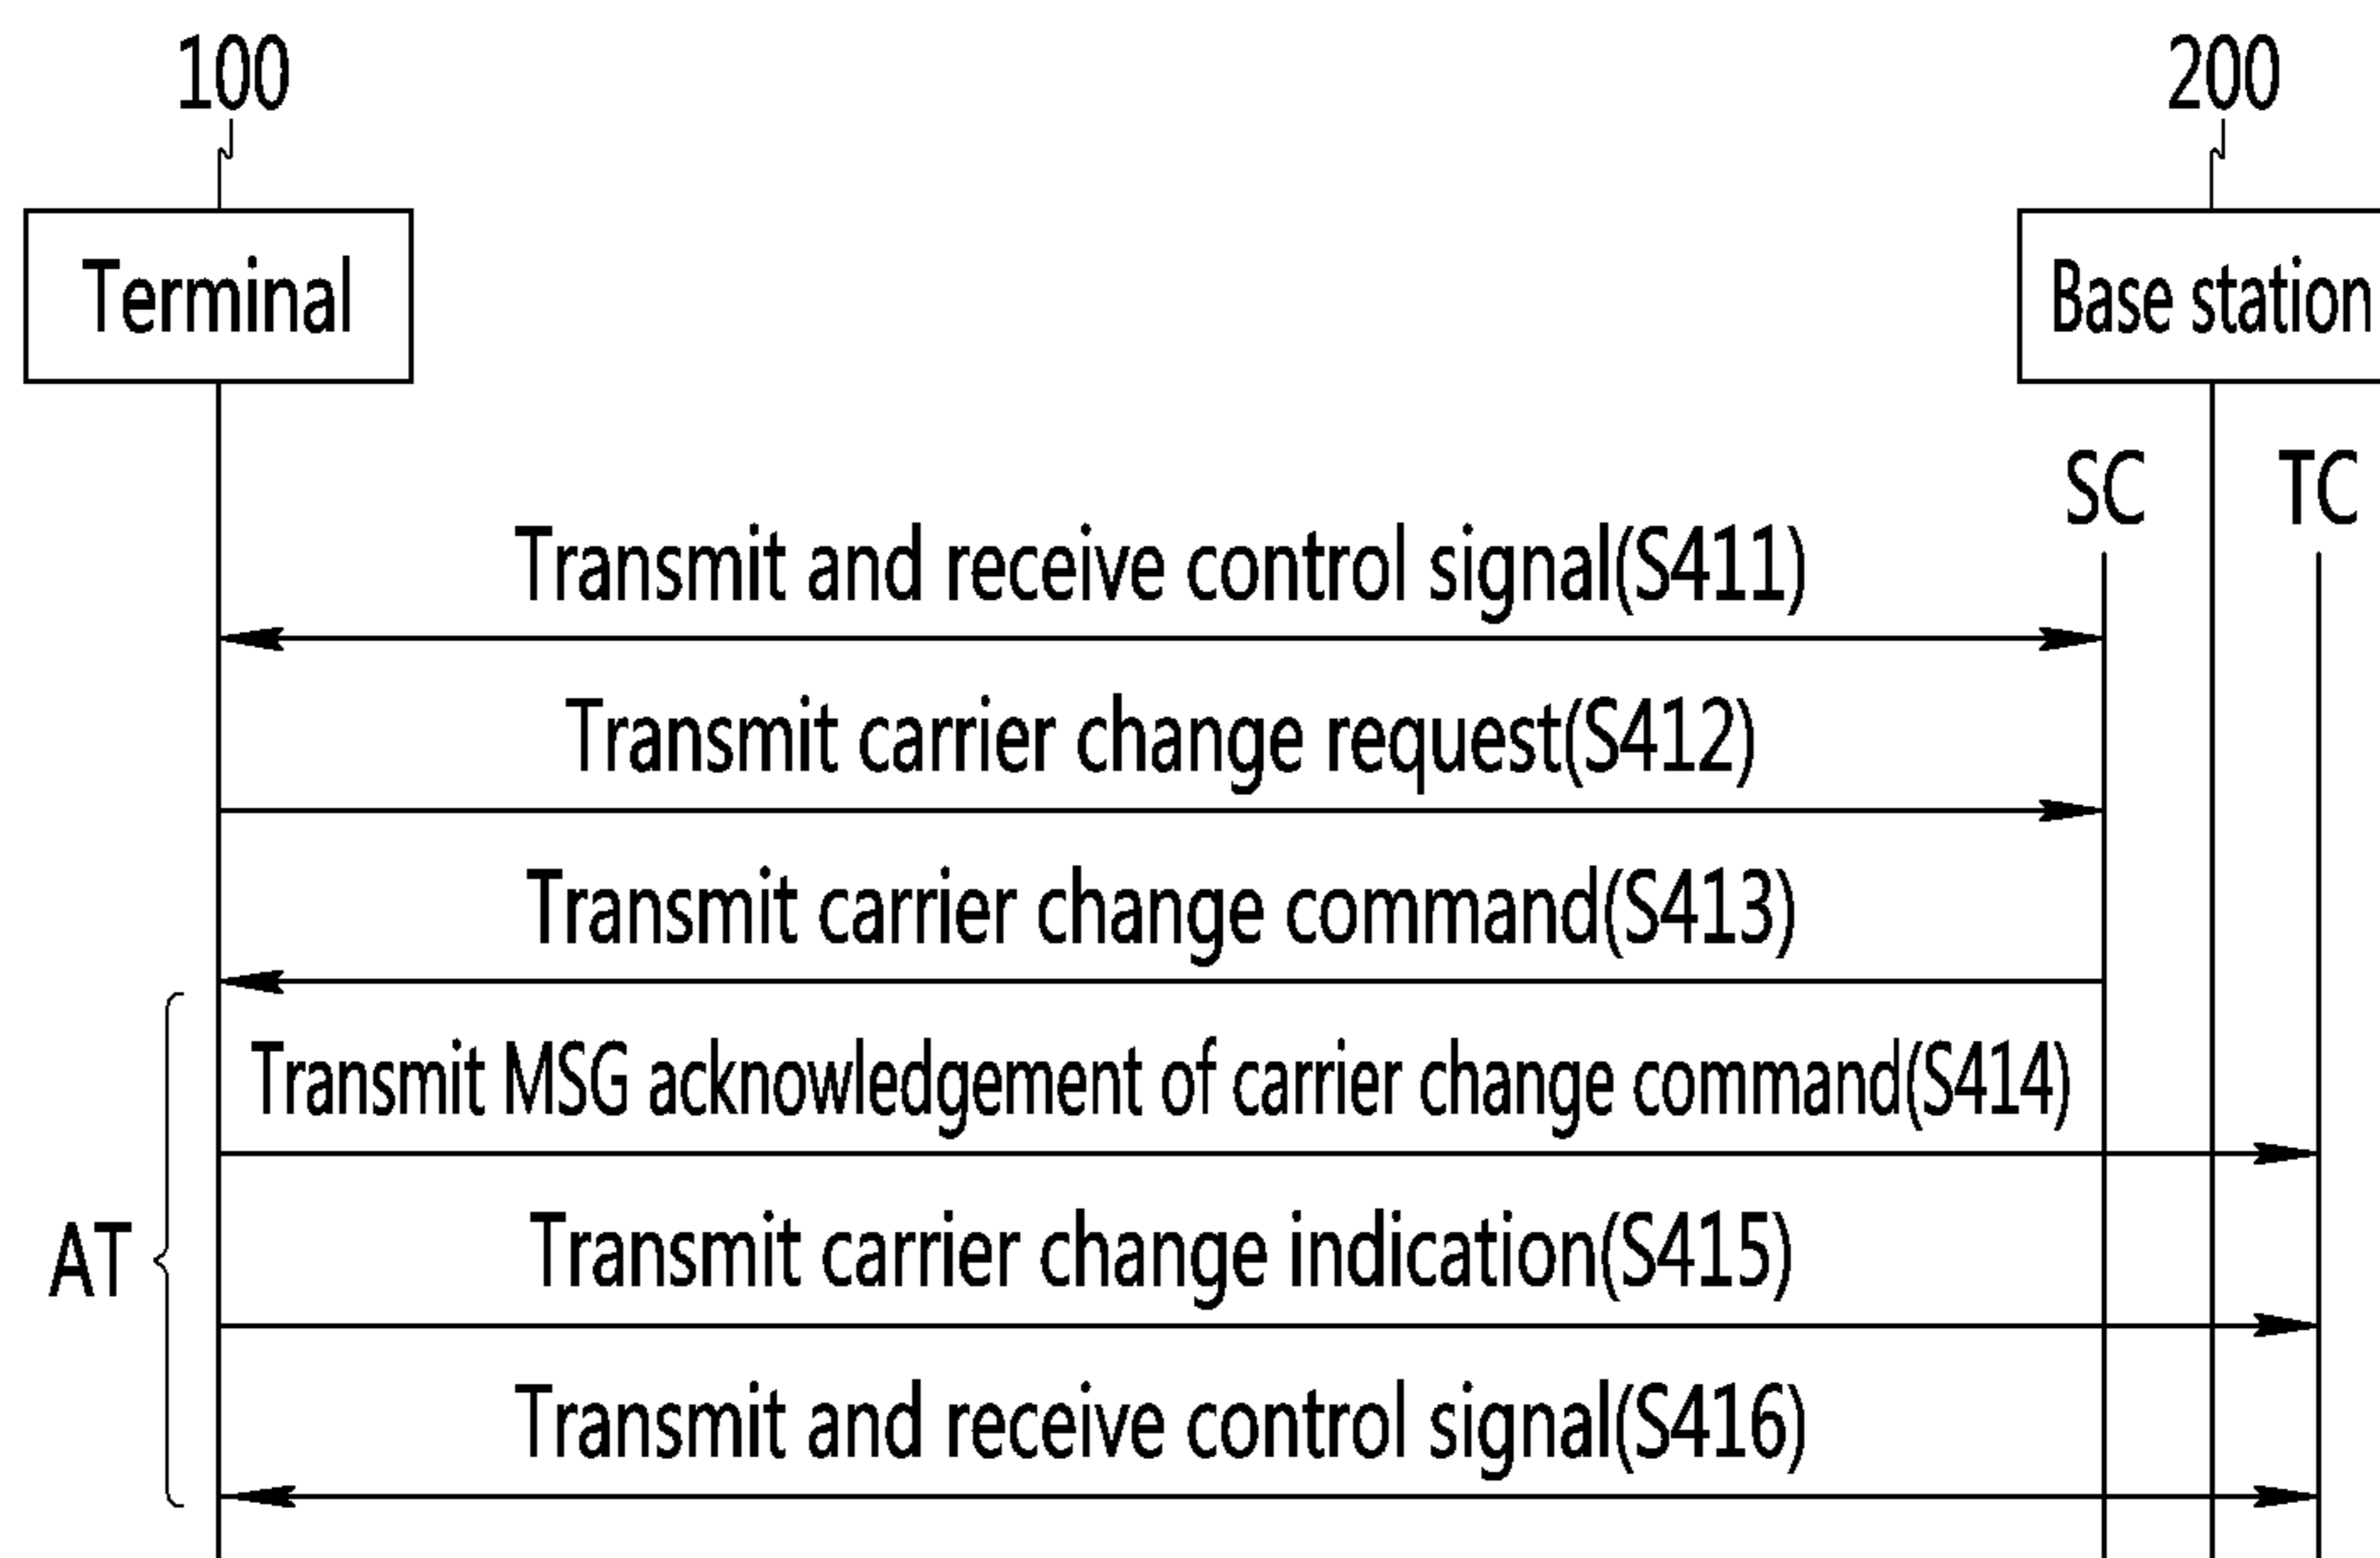 100
200
Terminal
Base station
SC
TC
Transmit and receive control signal(S411)
Transmit carrier change request(S412)
Transmit carrier change command(S413)
Transmit MSG acknowledgement of carrier change command(S414)
AT
Transmit carrier change indication(S415)
Transmit and receive control signal(S416)